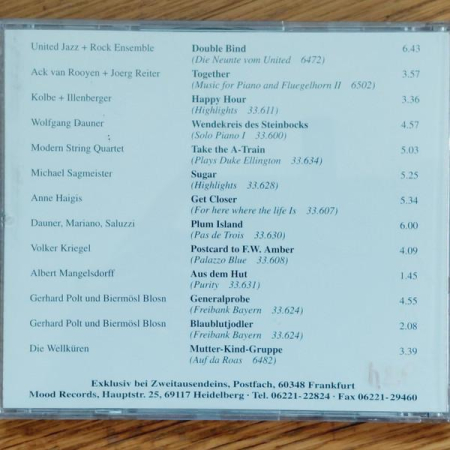 United Jazz + Rock Ensemble Double Bind 6.43
(Die Neunte vom United 6472)
Ack van Rooyen + Joerg Reiter Together 3.57
(Music for Piano and Fluegelhorn II 6502)
Kolbe + Illenberger Happy Hour 3.36
(Highlights 33.611)
Wolfgang Dauner Wendekreis des Steinbocks 4.57
(Solo Piano I 33.600)
Modern String Quartet Take the A-Train 5.03
(Plays Duke Ellington 33.634)
Michael Sagmeister Sugar 5.25
(Highlights 33.628)
Anne Haigis Get Closer 5.34
(For here where the life Is 33.607)
Dauner, Mariano, Saluzzi Plum Island 6.00
(Pas de Trois 33.630)
Volker Kriegel Postcard to F.W. Amber 4.09
(Palazzo Blue 33.608)
Albert Mangelsdorff Aus dem Hut 1.45
(Purity 33.631)
Gerhard Polt und Biermösl Blosn Generalprobe 4.55
(Freibank Bayern 33.624)
Gerhard Polt und Biermösl Blosn Blaublutjodler 2.08
(Freibank Bayern 33.624)
Die Wellküren Mutter-Kind-Gruppe 3.39
(Auf da Roas 6482)
Exklusiv bei Zweitausendeins, Postfach, 60348 Frankfurt
Mood Records, Hauptstr. 25, 69117 Heidelberg · Tel. 06221-22824 · Fax 06221-29460